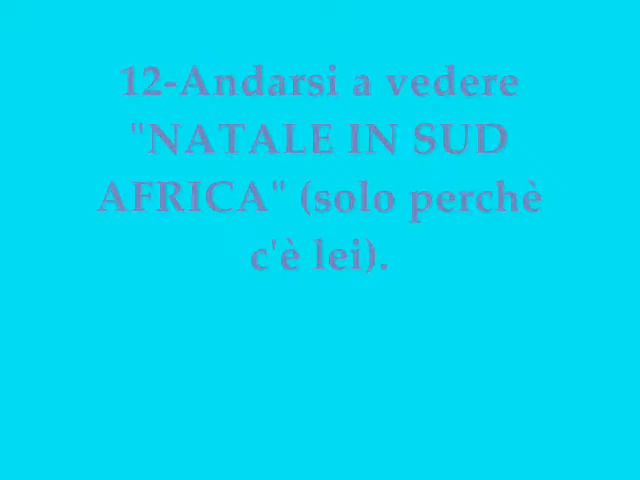 12-Andarsi a vedere
"NATALE IN SUD
AFRICA" (solo perchè
c'è lei).